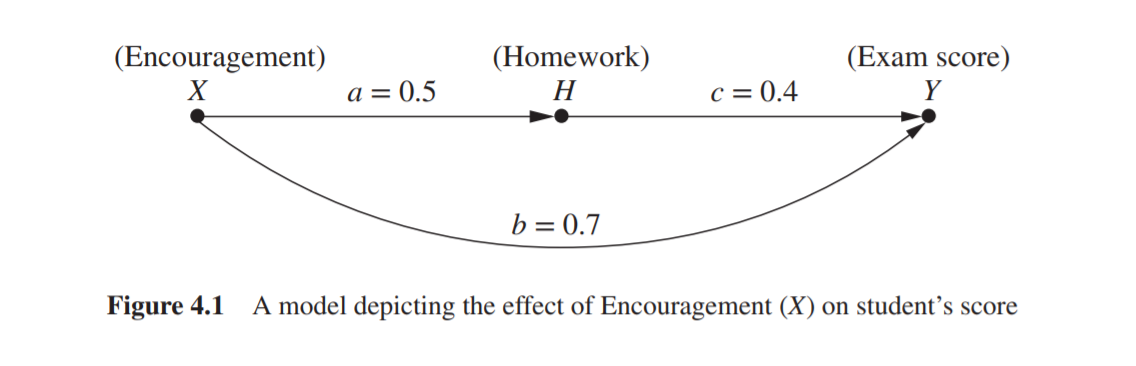 (Encouragement) (Homework) (Exam score)
X a = 0.5 H c = 0.4 Y
b = 0.7
Figure 4.1 A model depicting the effect of Encouragement (X) on student’s score